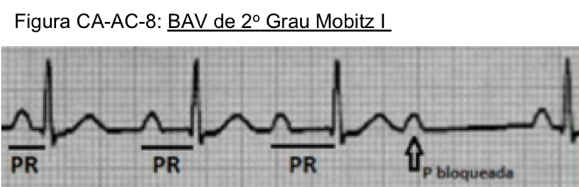 Figura CA-AC-8: BAV de 2º Grau Mobitz I
PR PR PR
P bloqueada